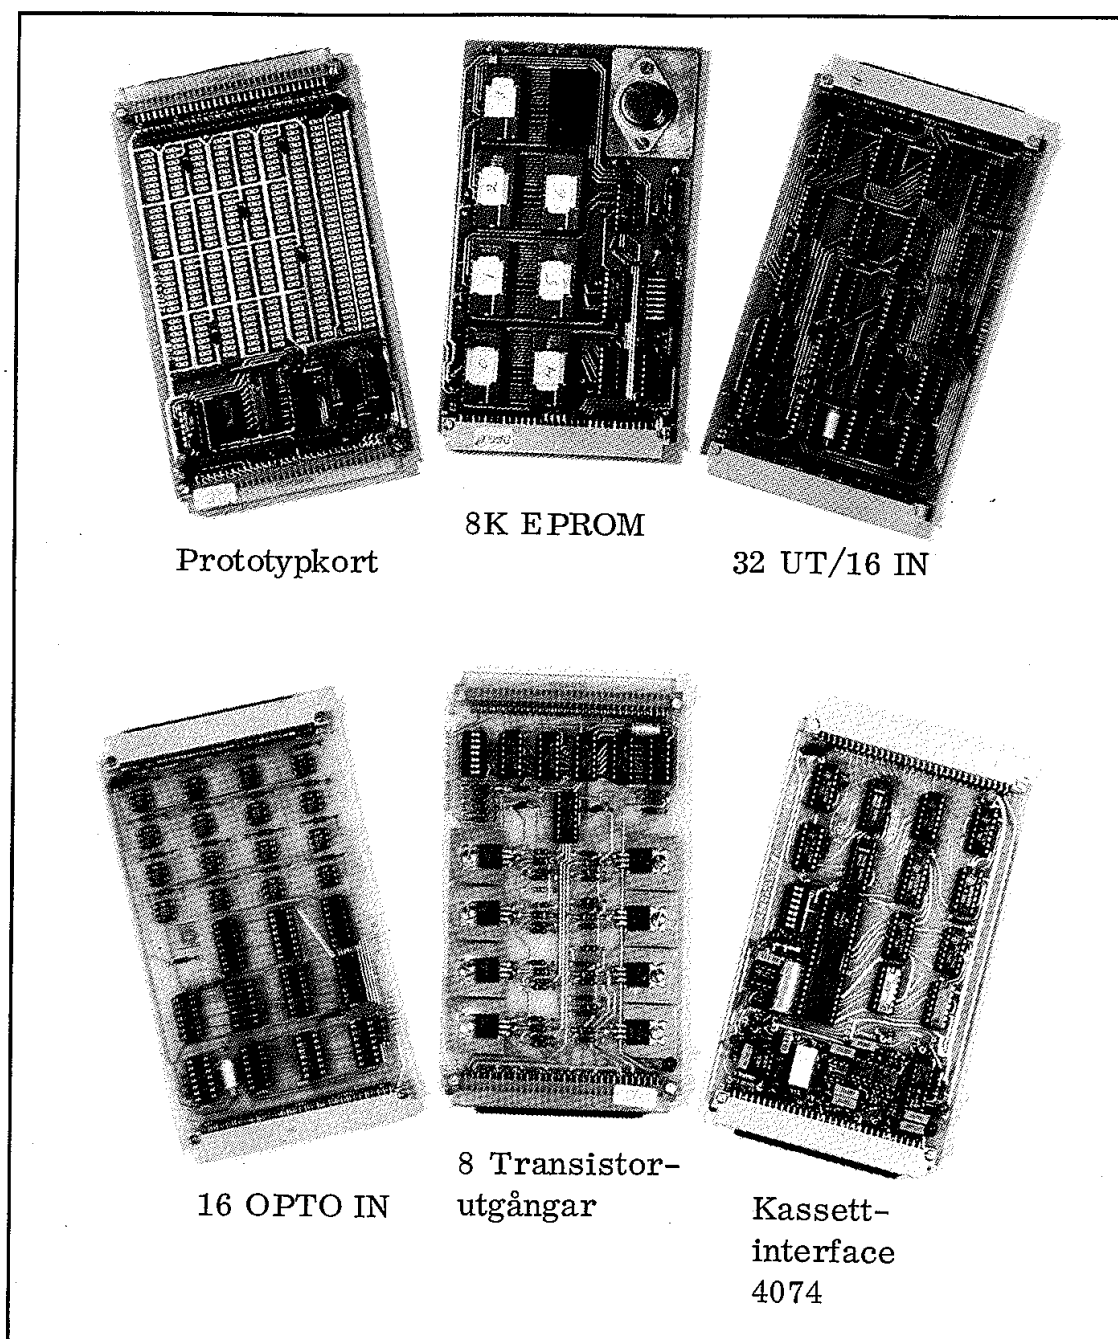 Prototypkort
8K EPROM
32 UT/16 IN
16 OPTO IN
8 Transistor-
utgångar
Kassett-
interface
4074